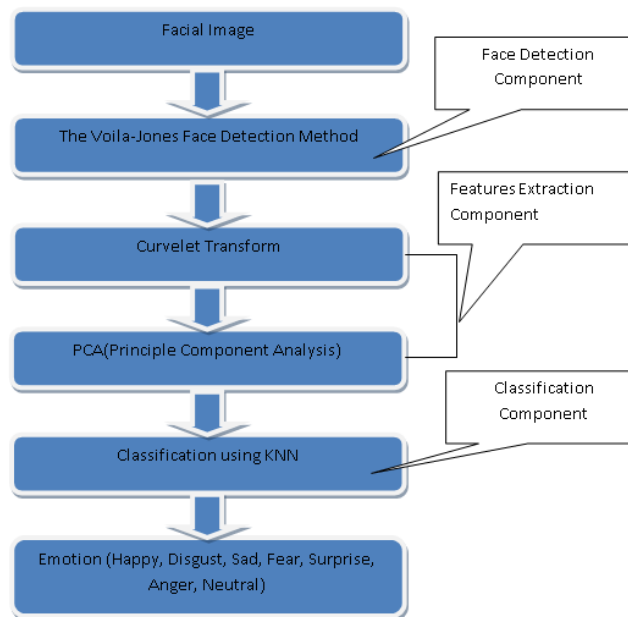 Facial Image
Face Detection
Component
The Voila-Jones Face Detection Method
Features Extraction
Component
Curvelet Transform
PCA(Principle Component Analysis)
Classification
Component
Classification using KNN
Emotion (Happy, Disgust, Sad, Fear, Surprise,
Anger, Neutral)